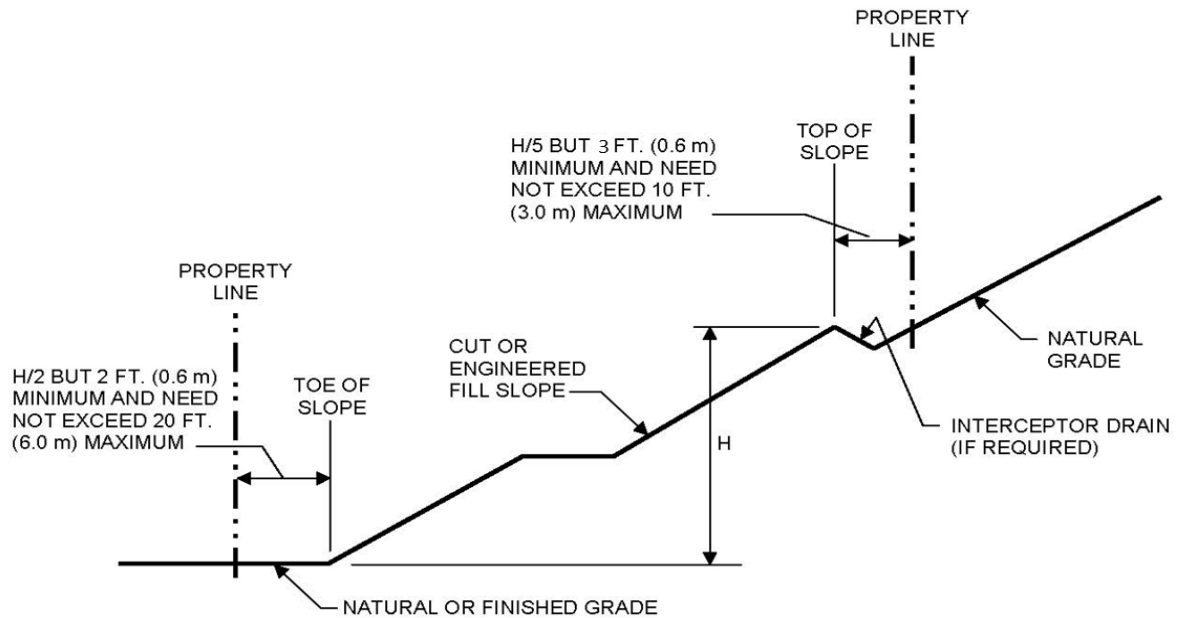 PROPERTY
LINE
H/5 BUT 3 FT. (0.6 m)
MINIMUM AND NEED
NOT EXCEED 10 FT.
(3.0 m) MAXIMUM
TOP OF
SLOPE
PROPERTY
LINE
H/2 BUT 2 FT. (0.6 m)
MINIMUM AND NEED
NOT EXCEED 20 FT.
(6.0 m) MAXIMUM
TOE OF
SLOPE
CUT OR
ENGINEERED
FILL SLOPE
H
NATURAL
GRADE
INTERCEPTOR DRAIN
(IF REQUIRED)
NATURAL OR FINISHED GRADE